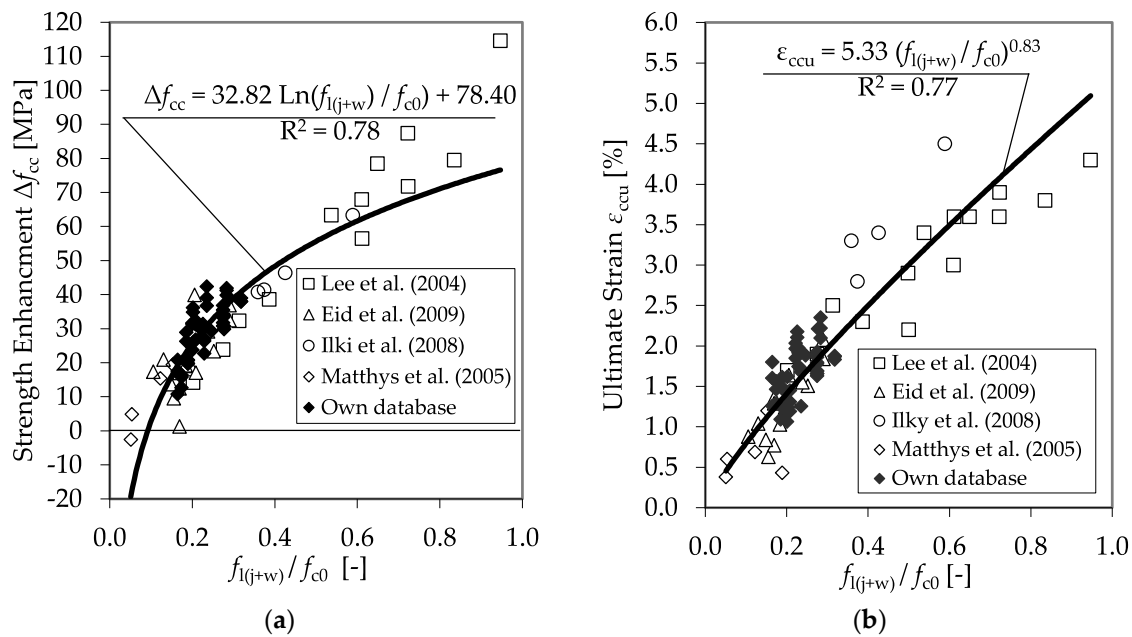 120
110
100
90
80
70
60
50
40
30
20
10
0
-10
-20
Strength Enhancment Δfcc [MPa]
Δfcc = 32.82 Ln(fl(j+w) / fc0) + 78.40
R² = 0.78
Lee et al. (2004)
Eid et al. (2009)
Ilki et al. (2008)
Matthys et al. (2005)
Own database
0.0 0.2 0.4 0.6 0.8 1.0
fl(j+w) / fc0 [-]
(a)
6.0
5.5
5.0
4.5
4.0
3.5
3.0
2.5
2.0
1.5
1.0
0.5
0.0
Ultimate Strain εccu [%]
εccu = 5.33 (fl(j+w) / fc0)^0.83
R² = 0.77
Lee et al. (2004)
Eid et al. (2009)
Ilky et al. (2008)
Matthys et al. (2005)
Own database
0.0 0.2 0.4 0.6 0.8 1.0
fl(j+w) / fc0 [-]
(b)